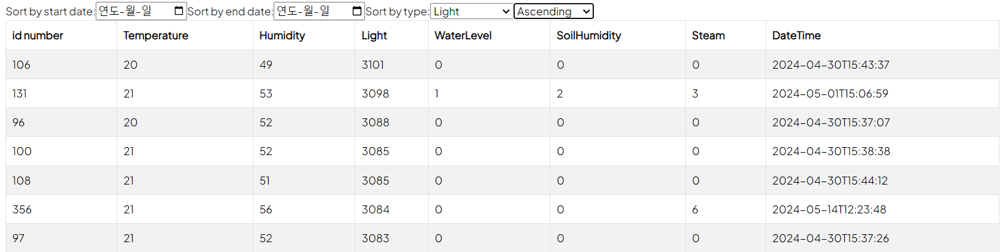 Sort by start date: 연도-월-일 Sort by end date: 연도-월-일 Sort by type: Light Ascending
id number Temperature Humidity Light WaterLevel SoilHumidity Steam DateTime
106 20 49 3101 0 0 0 2024-04-30T15:43:37
131 21 53 3098 1 2 3 2024-05-01T15:06:59
96 20 52 3088 0 0 0 2024-04-30T15:37:07
100 21 52 3085 0 0 0 2024-04-30T15:38:38
108 21 51 3085 0 0 0 2024-04-30T15:44:12
356 21 56 3084 0 0 6 2024-05-14T12:23:48
97 21 52 3083 0 0 0 2024-04-30T15:37:26